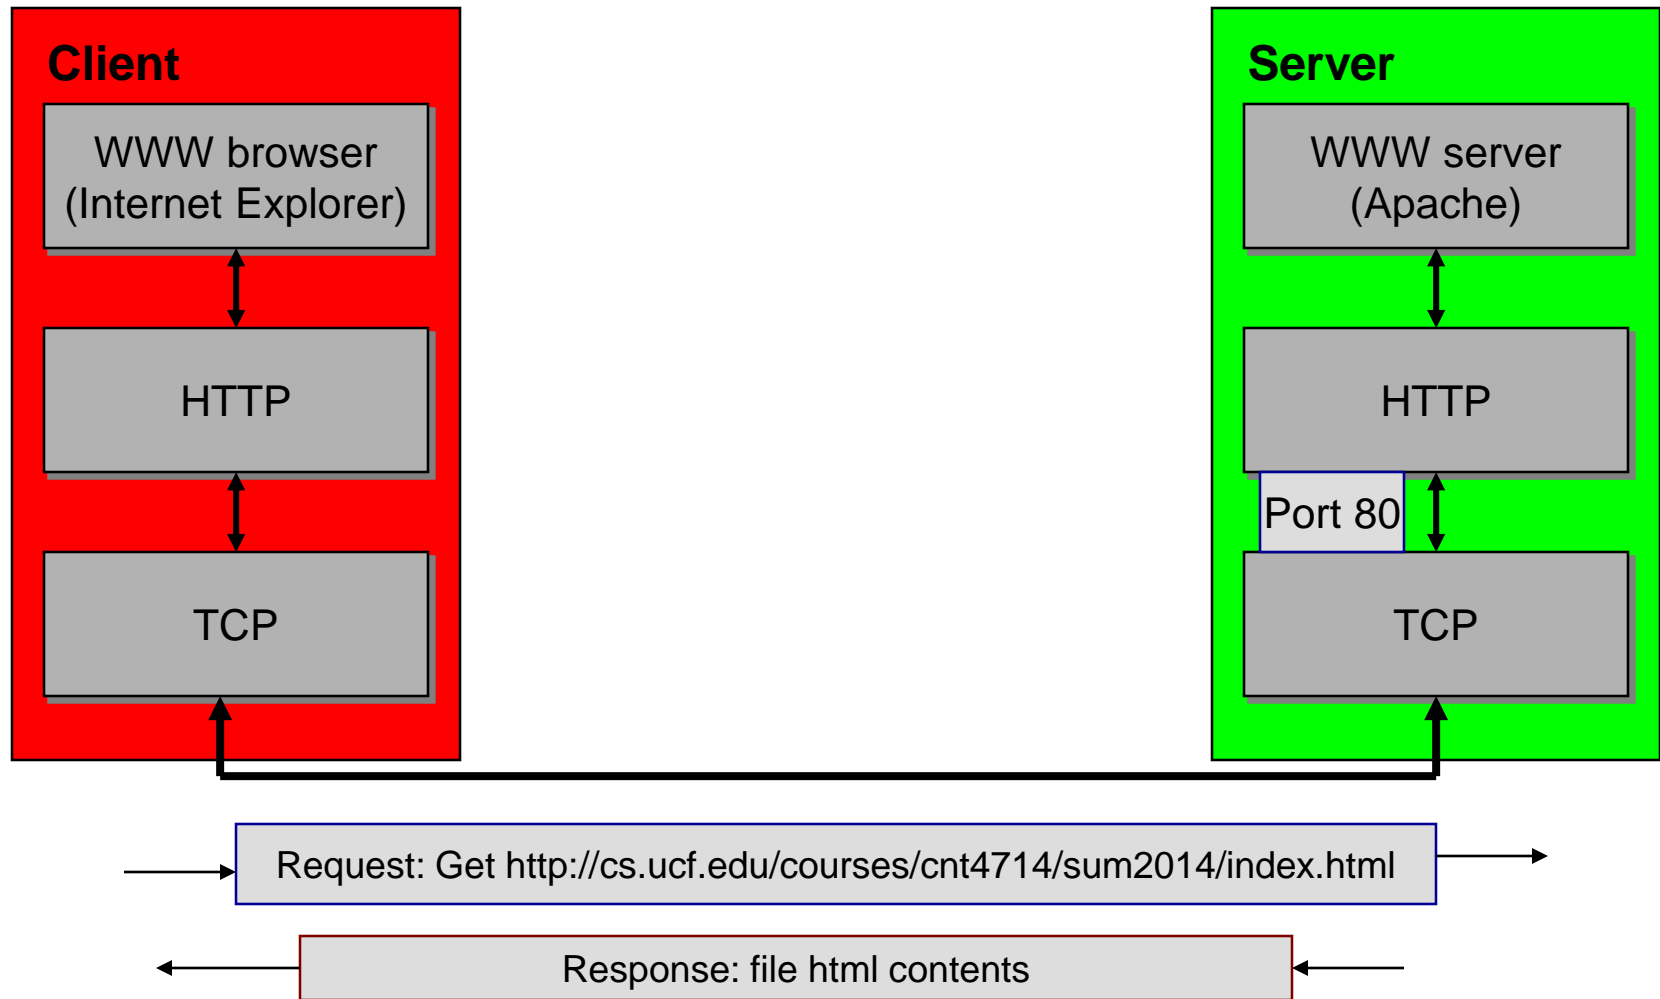 Client
WWW browser
(Internet Explorer)
HTTP
TCP
Server
WWW server
(Apache)
HTTP
Port 80
TCP
Request: Get http://cs.ucf.edu/courses/cnt4714/sum2014/index.html
Response: file html contents